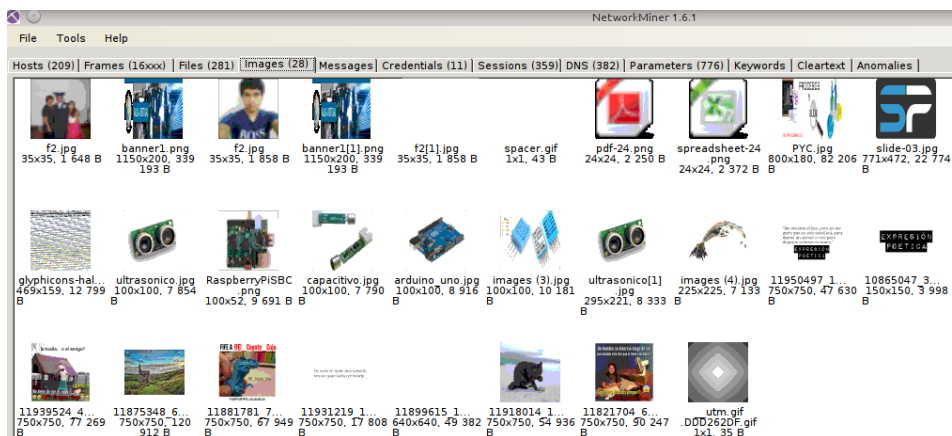 NetworkMiner 1.6.1
File Tools Help
Hosts (209) Frames (16xxx) Files (281) Images (28) Messages Credentials (11) Sessions (359) DNS (382) Parameters (776) Keywords Cleartext Anomalies
f2.jpg banner1.png f2.jpg banner1[1].png f2[1].jpg spacer.gif pdf-24.png spreadsheet-24 PYC.jpg slide-03.jpg
35x35, 1 648 B 1150x200, 339 35x35, 1 858 B 1150x200, 339 35x35, 1 858 B 1x1, 43 B 24x24, 2 250 B .png 800x180, 82 206 771x472, 22 774
193 B 193 B 24x24, 2 372 B B B
EXPRESIÓN
POETICA
EXPRESIÓN
POETICA
glyphicons-hal... ultrasonico.jpg RaspberryPiSBC capacitivo.jpg arduino_uno.jpg images (3).jpg ultrasonico[1] images (4).jpg 11950497_1... 10865047_3...
469x159, 12 799 100x100, 7 854 .png 100x100, 7 790 100x100, 8 916 100x100, 10 181 .jpg 225x225, 7 133 750x750, 47 630 150x150, 3 998
B B 100x52, 9 691 B B B B 295x221, 8 333 B B B
B
FIFE A @El_Coyote_Cojo
11939524_4... 11875348_6... 11881781_7... 11931219_1... 11899615_1... 11918014_1... 11821704_6... __utm.gif
750x750, 77 269 750x750, 120 750x750, 67 949 750x750, 17 808 640x640, 49 382 750x750, 54 936 750x750, 90 247 .DDD262DF.gif
B 912 B B B B B B 1x1, 35 B